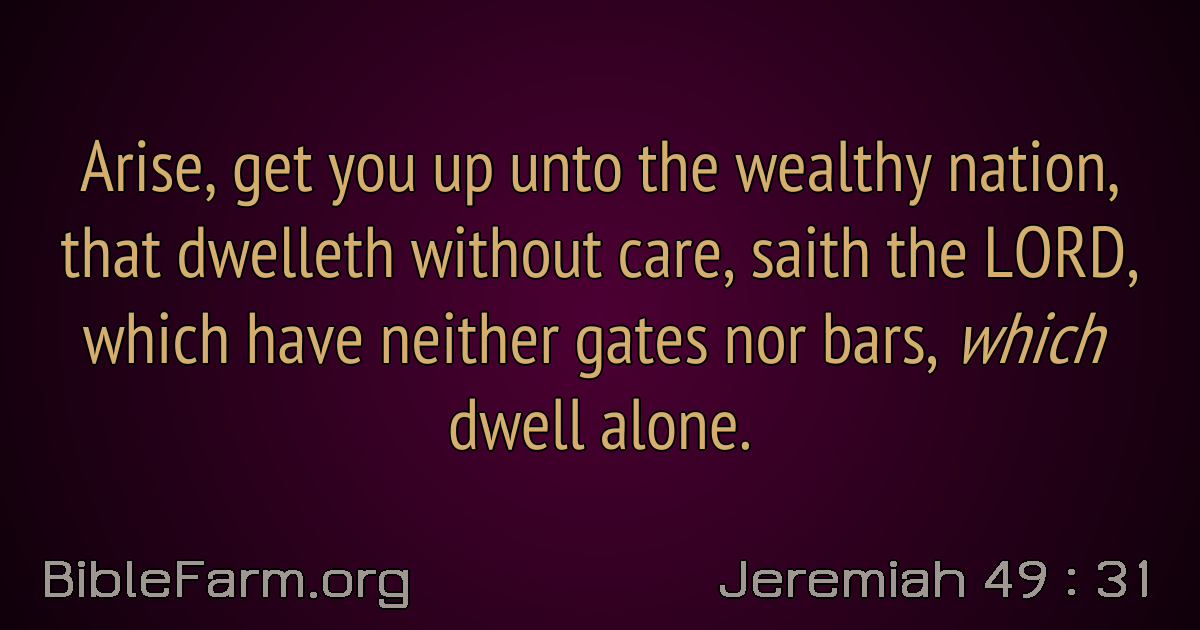 Arise, get you up unto the wealthy nation,
that dwelleth without care, saith the LORD,
which have neither gates nor bars, which
dwell alone.
BibleFarm.org
Jeremiah 49 : 31